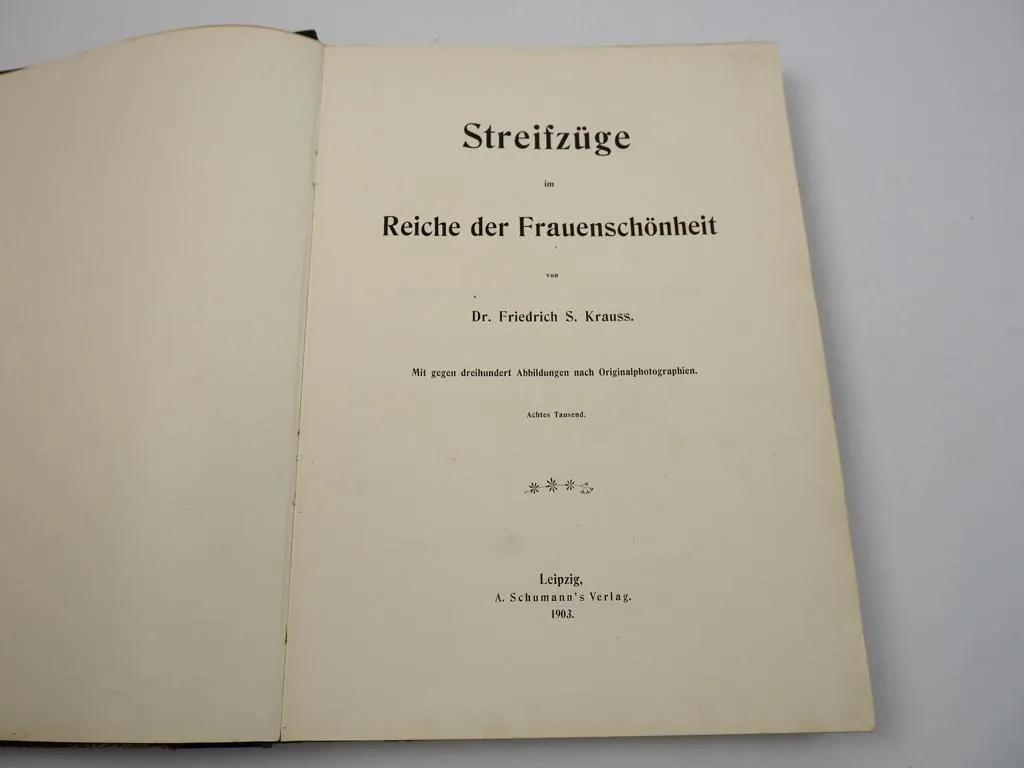 Streifzüge
im
Reiche der Frauenschönheit
von
Dr. Friedrich S. Krauss.
Mit gegen dreihundert Abbildungen nach Originalphotographien.
Achtes Tausend.
Leipzig,
A. Schumann's Verlag.
1903.